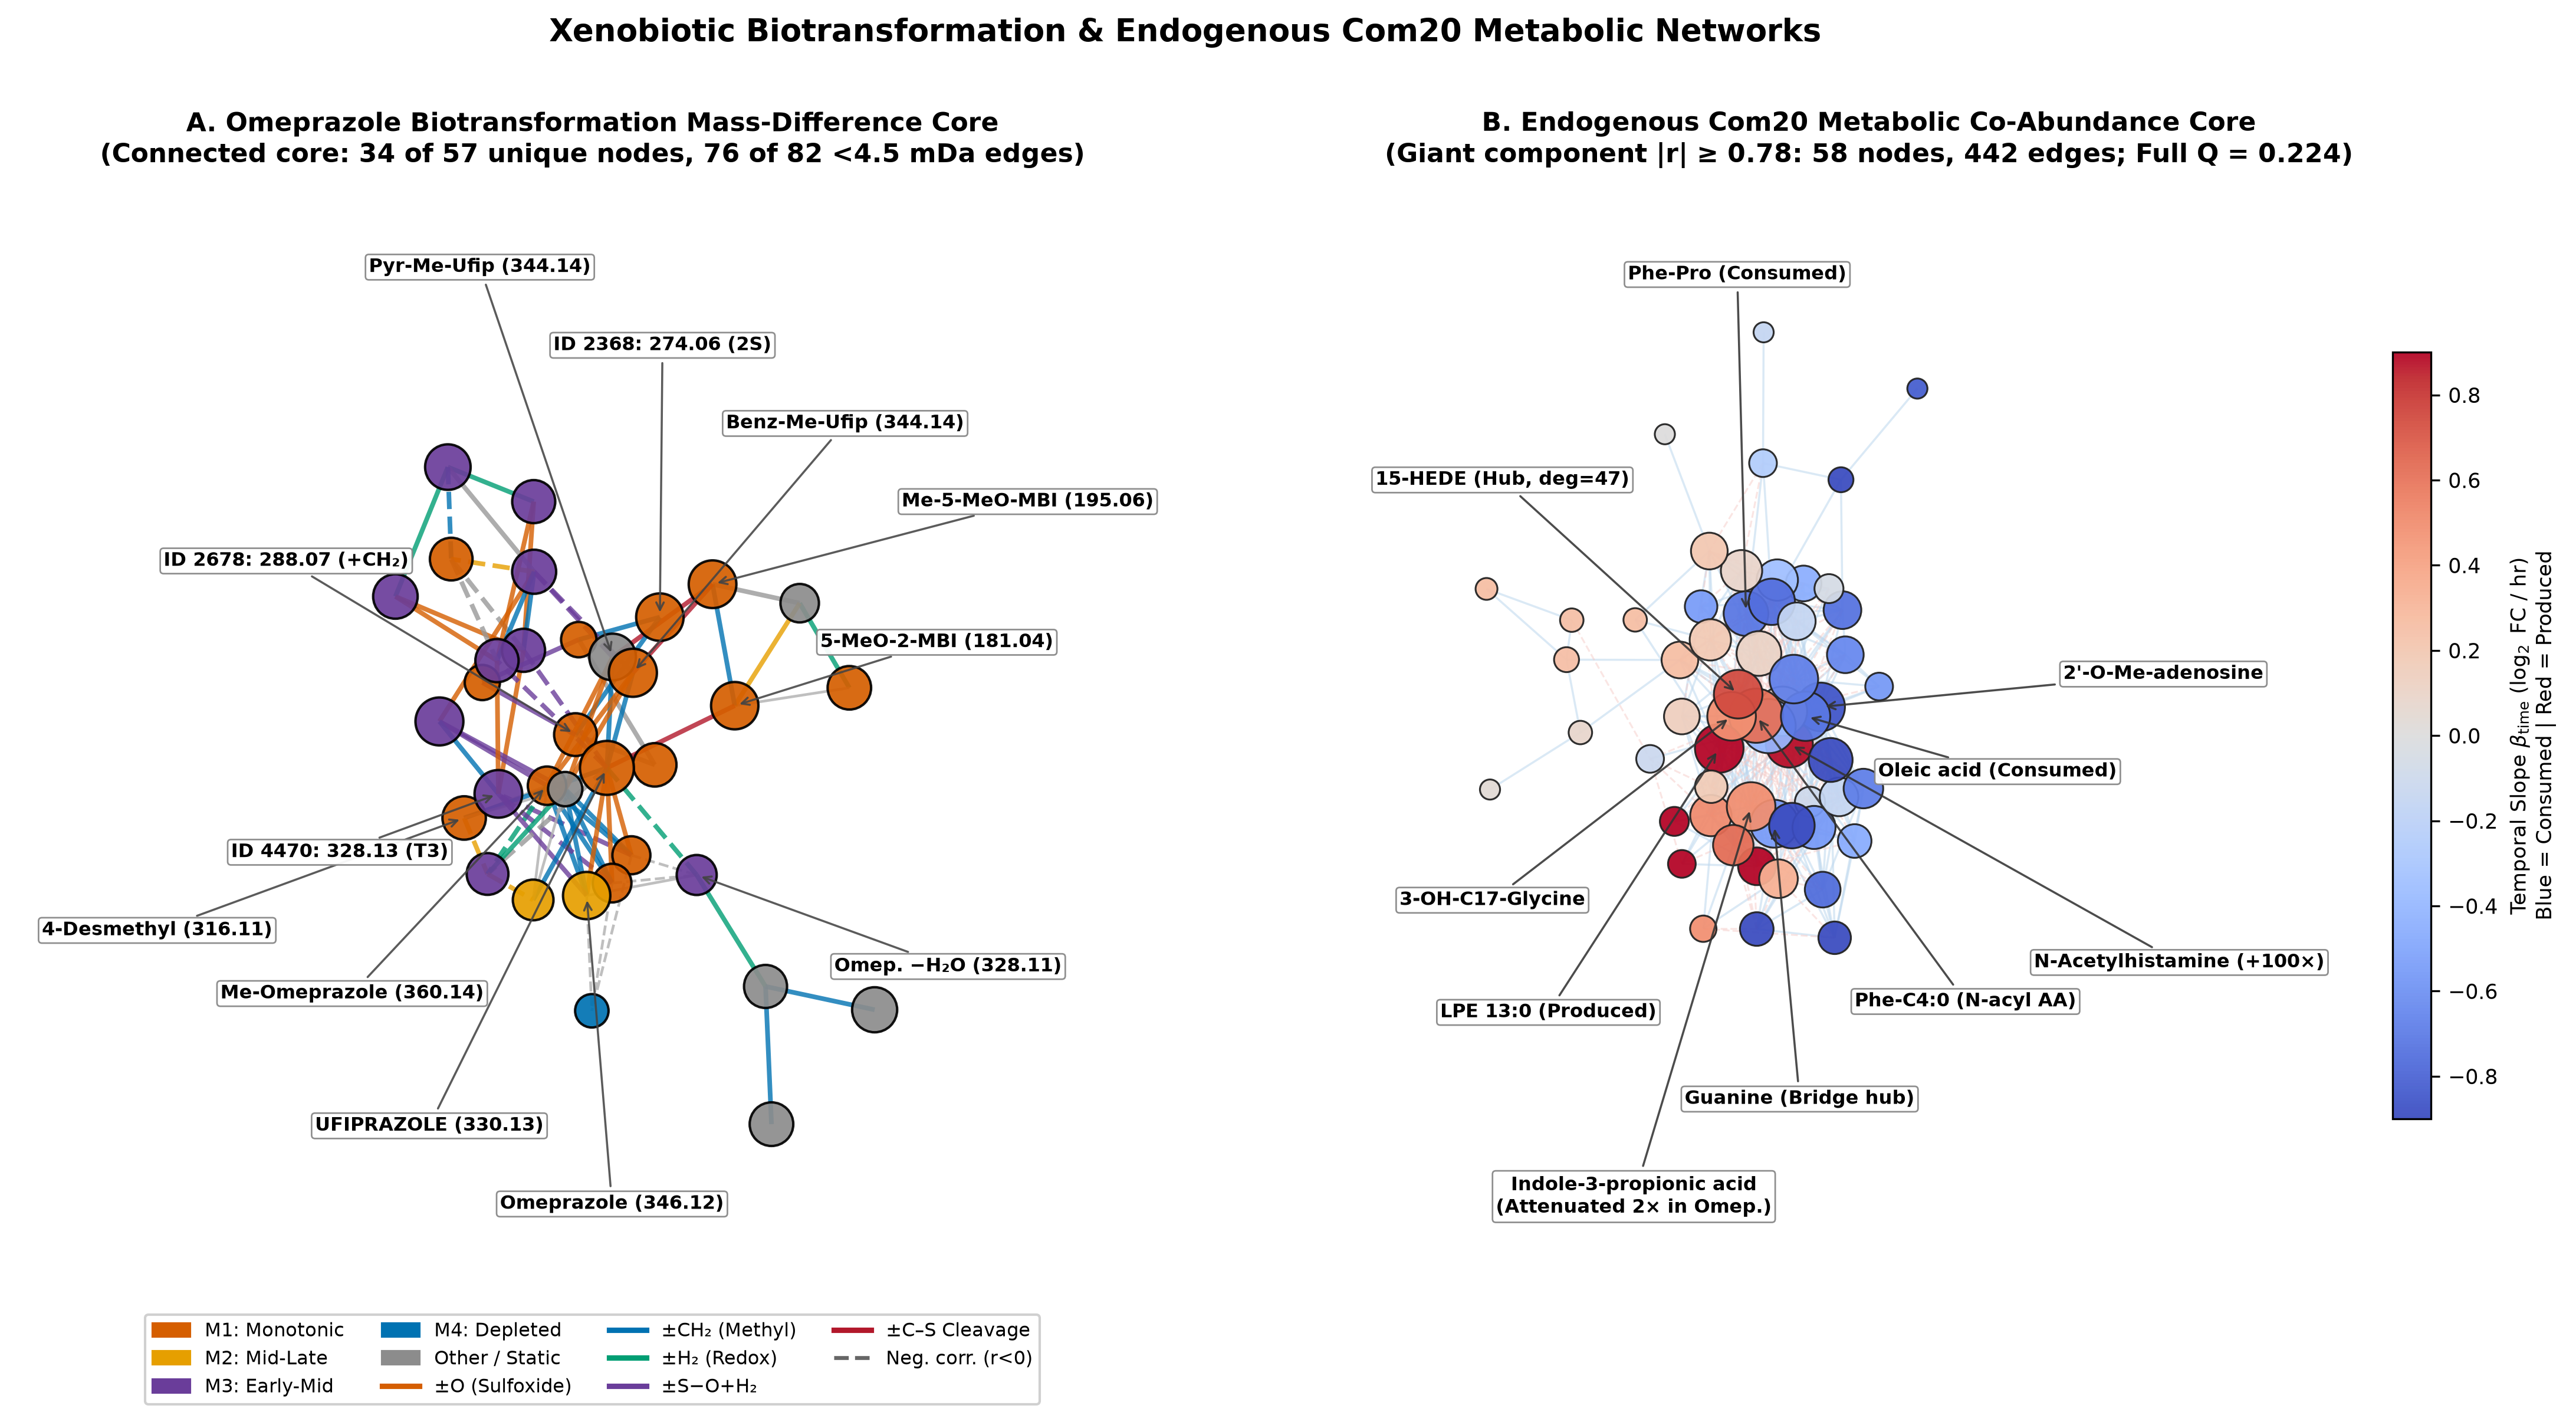 Xenobiotic Biotransformation & Endogenous Com20 Metabolic Networks
A. Omeprazole Biotransformation Mass-Difference Core
(Connected core: 34 of 57 unique nodes, 76 of 82 <4.5 mDa edges)
Pyr-Me-Ufip (344.14)
ID 2368: 274.06 (2S)
Benz-Me-Ufip (344.14)
Me-5-MeO-MBI (195.06)
ID 2678: 288.07 (+CH₂)
5-MeO-2-MBI (181.04)
ID 4470: 328.13 (T3)
4-Desmethyl (316.11)
Omep. −H₂O (328.11)
Me-Omeprazole (360.14)
UFIPRAZOLE (330.13)
Omeprazole (346.12)
M1: Monotonic
M2: Mid-Late
M3: Early-Mid
M4: Depleted
Other / Static
±O (Sulfoxide)
±CH₂ (Methyl)
±H₂ (Redox)
±S−O+H₂
±C–S Cleavage
Neg. corr. (r<0)
B. Endogenous Com20 Metabolic Co-Abundance Core
(Giant component |r| ≥ 0.78: 58 nodes, 442 edges; Full Q = 0.224)
Phe-Pro (Consumed)
15-HEDE (Hub, deg=47)
2'-O-Me-adenosine
Oleic acid (Consumed)
3-OH-C17-Glycine
N-Acetylhistamine (+100×)
Phe-C4:0 (N-acyl AA)
LPE 13:0 (Produced)
Guanine (Bridge hub)
Indole-3-propionic acid
(Attenuated 2× in Omep.)
0.8
0.6
0.4
0.2
0.0
−0.2
−0.4
−0.6
−0.8
Temporal Slope β_time (log₂ FC / hr)
Blue = Consumed | Red = Produced